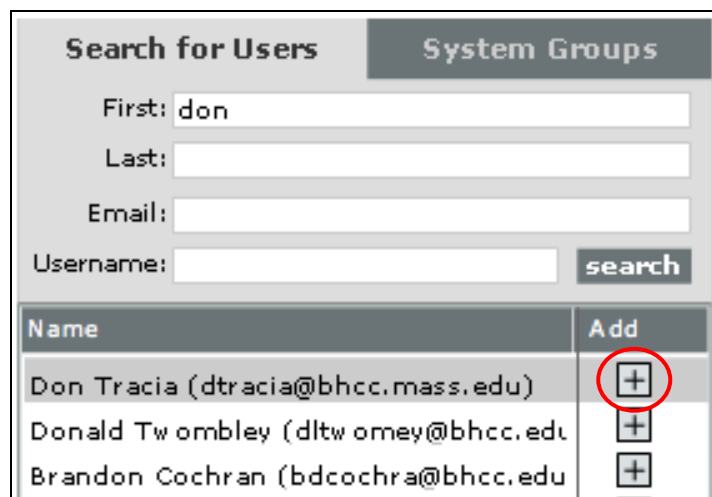 Search for Users System Groups
First: don
Last:
Email:
Username: search
Name Add
Don Tracia (dtracia@bhcc.mass.edu) +
Donald Twombley (dltwomey@bhcc.edu +
Brandon Cochran (bdcochra@bhcc.edu +